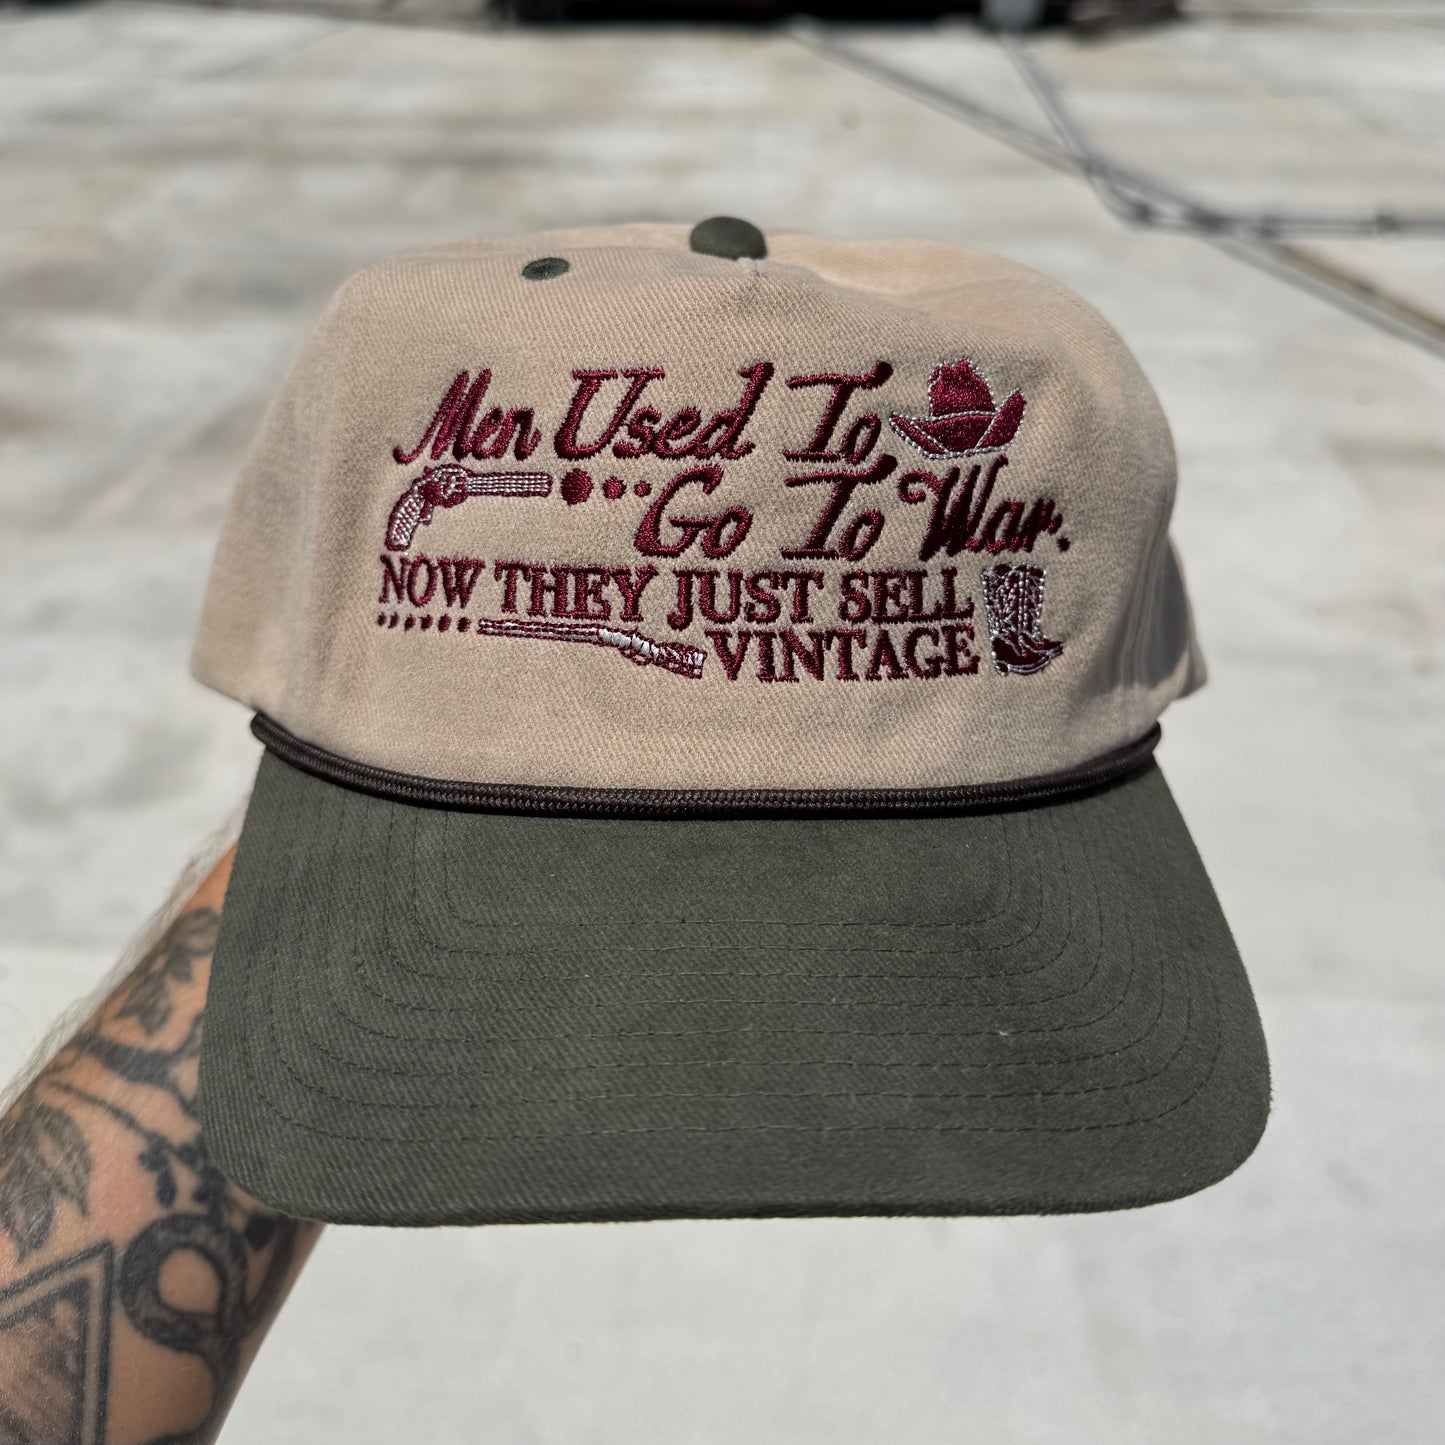 Men Used To
Go To War.
NOW THEY JUST SELL
VINTAGE